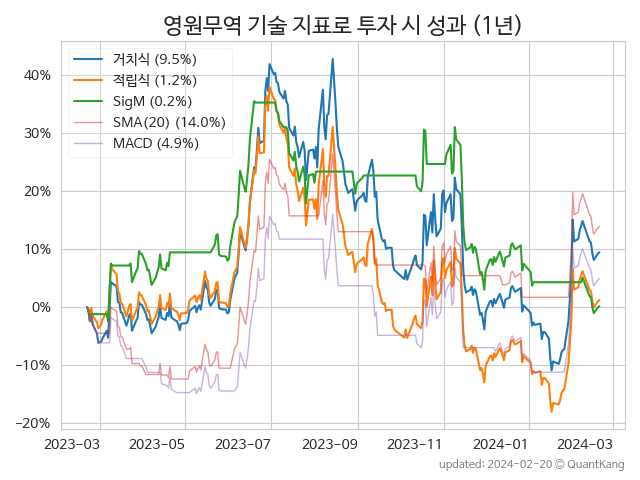 영원무역 기술 지표로 투자 시 성과 (1년)
거치식 (9.5%)
적립식 (1.2%)
SigM (0.2%)
SMA(20) (14.0%)
MACD (4.9%)
40%
30%
20%
10%
0%
−10%
−20%
2023-03 2023-05 2023-07 2023-09 2023-11 2024-01 2024-03
updated: 2024-02-20 ⓒ QuantKang